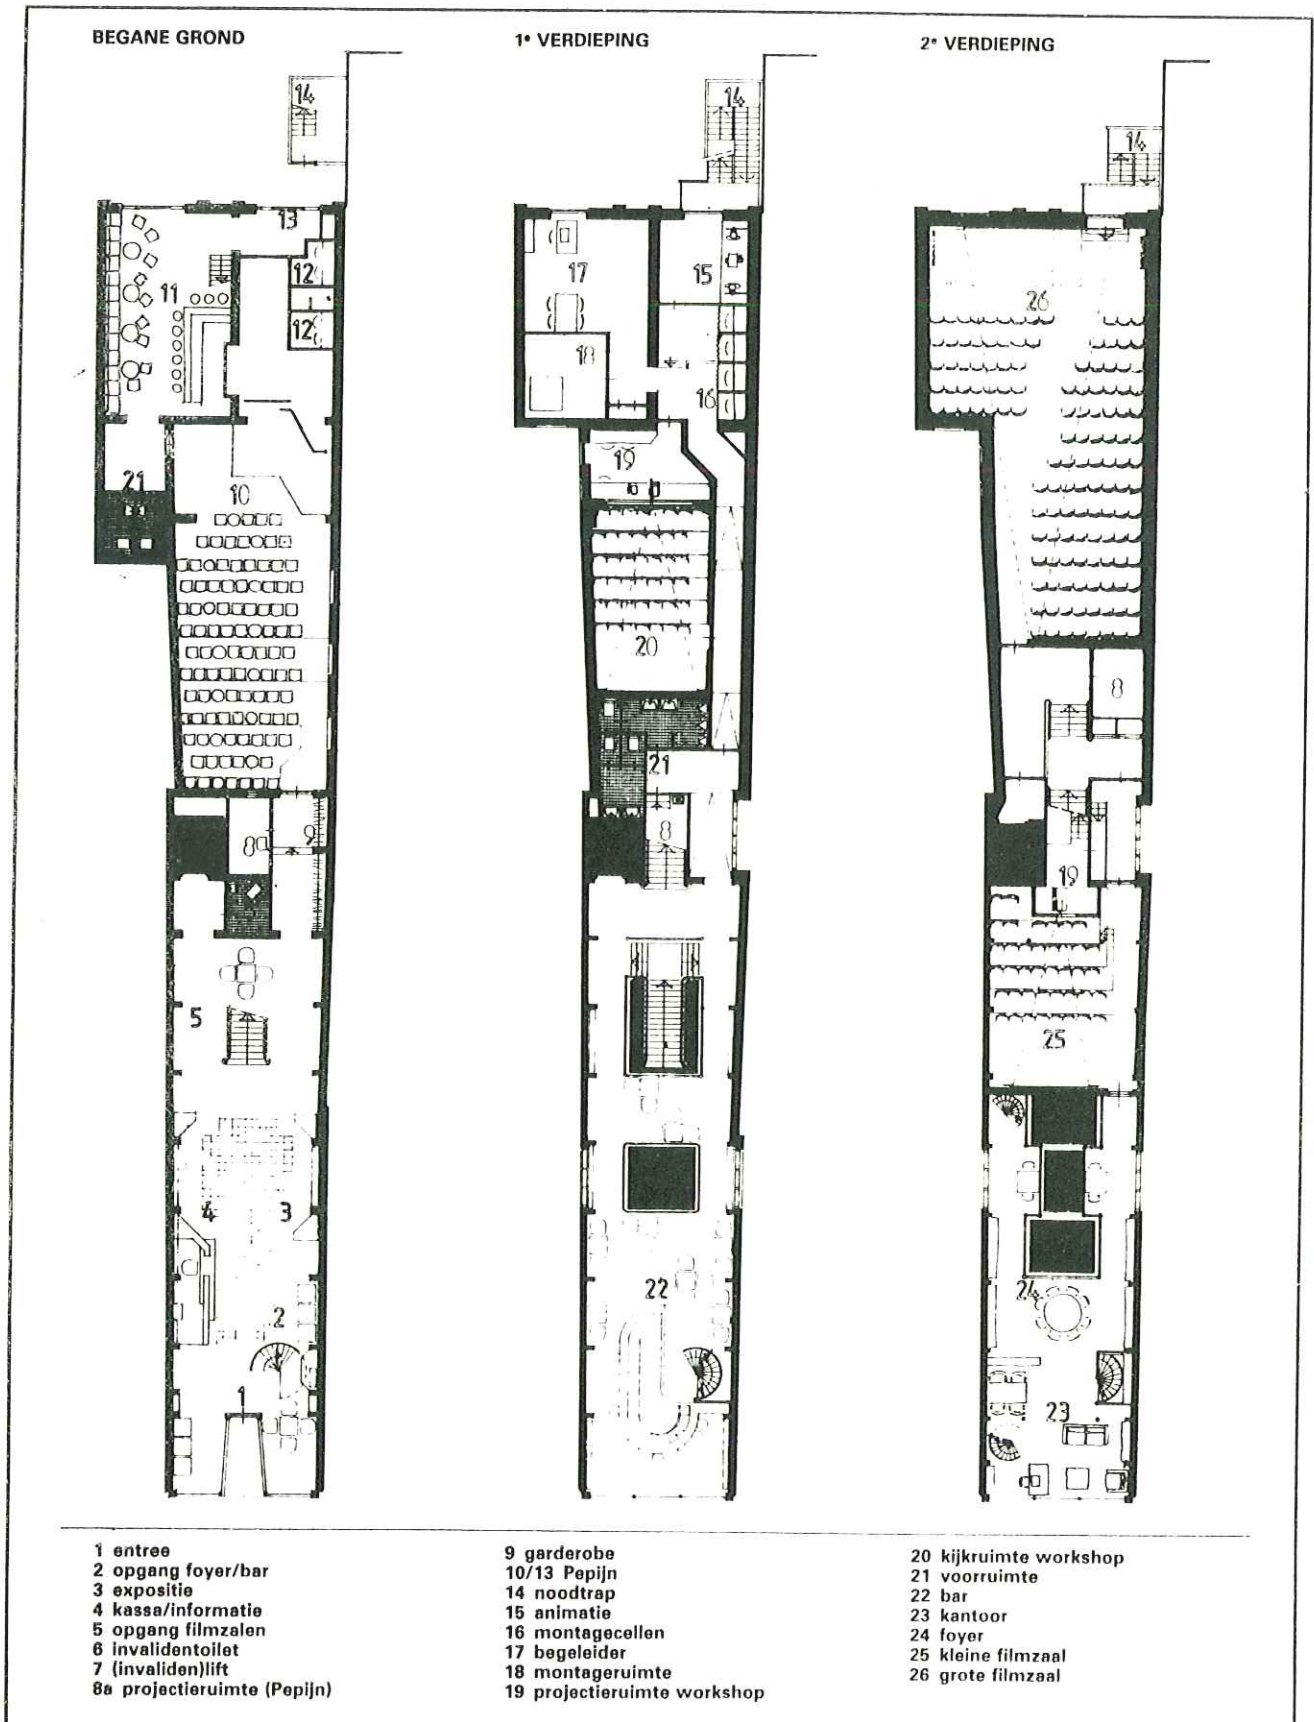 BEGANE GROND
1e VERDIEPING
2e VERDIEPING
14
13
12
11
12
21
10
8
9
5
4
3
2
1
14
17
15
18
16
19
20
21
8
22
14
26
8
19
25
24
23
1 entree
2 opgang foyer/bar
3 expositie
4 kassa/informatie
5 opgang filmzalen
6 invalidentoilet
7 (invaliden)lift
8a projectieruimte (Pepijn)
9 garderobe
10/13 Pepijn
14 noodtrap
15 animatie
16 montagecellen
17 begeleider
18 montageruimte
19 projectieruimte workshop
20 kijkruimte workshop
21 voorruimte
22 bar
23 kantoor
24 foyer
25 kleine filmzaal
26 grote filmzaal